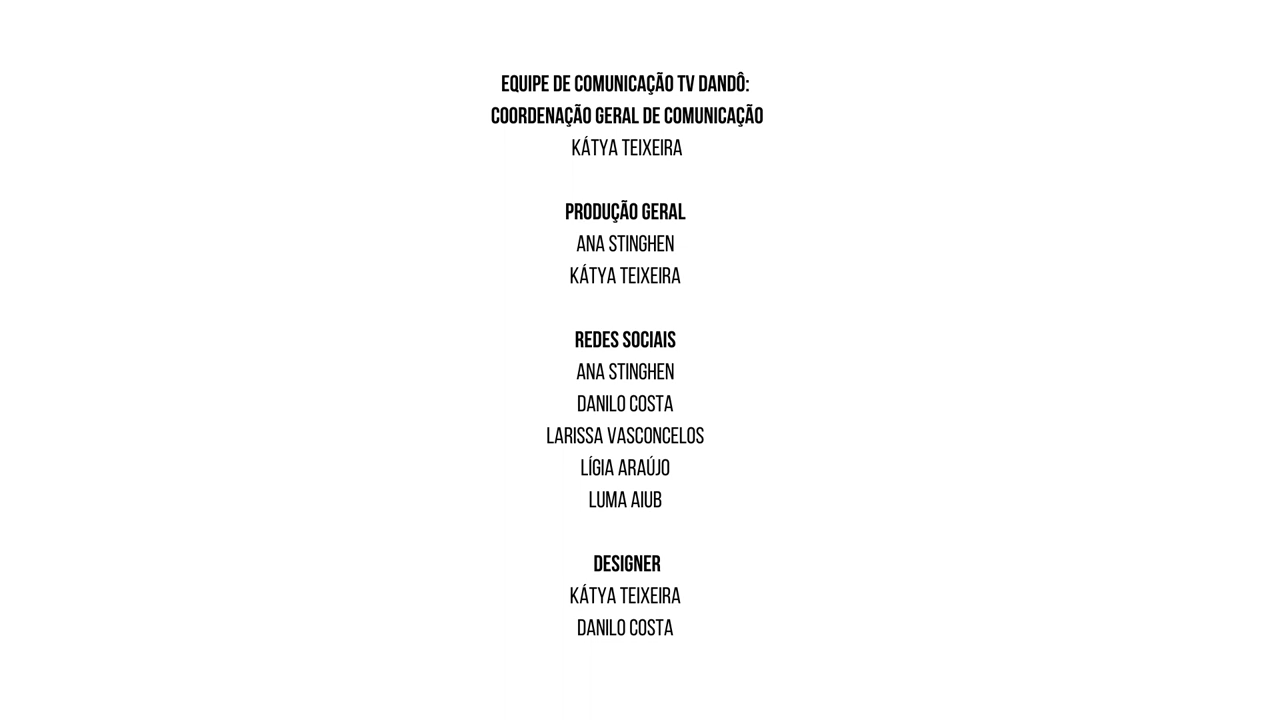 EQUIPE DE COMUNICAÇÃO TV DANDÔ:
COORDENAÇÃO GERAL DE COMUNICAÇÃO
KÁTYA TEIXEIRA
PRODUÇÃO GERAL
ANA STINGHEN
KÁTYA TEIXEIRA
REDES SOCIAIS
ANA STINGHEN
DANILO COSTA
LARISSA VASCONCELOS
LÍGIA ARAÚJO
LUMA AIUB
DESIGNER
KÁTYA TEIXEIRA
DANILO COSTA